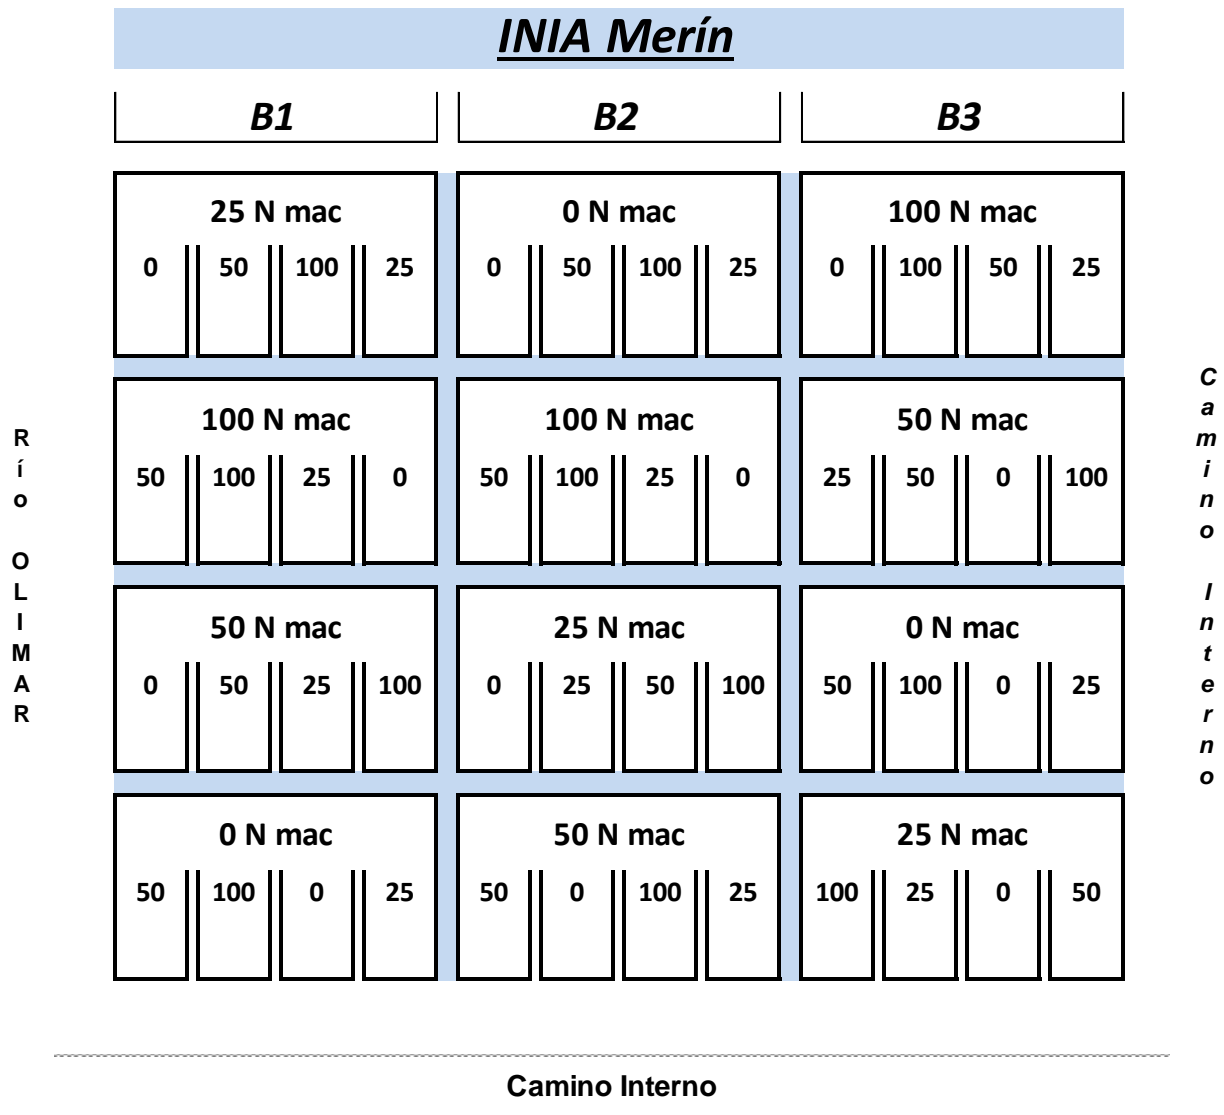 INIA Merín
B1 B2 B3
25 N mac 0 N mac 100 N mac
0 50 100 25 0 50 100 25 0 100 50 25
100 N mac 100 N mac 50 N mac
50 100 25 0 50 100 25 0 25 50 0 100
50 N mac 25 N mac 0 N mac
0 50 25 100 0 25 50 100 50 100 0 25
0 N mac 50 N mac 25 N mac
50 100 0 25 50 0 100 25 100 25 0 50
Río OLIMAR
Camino Interno
Camino Interno